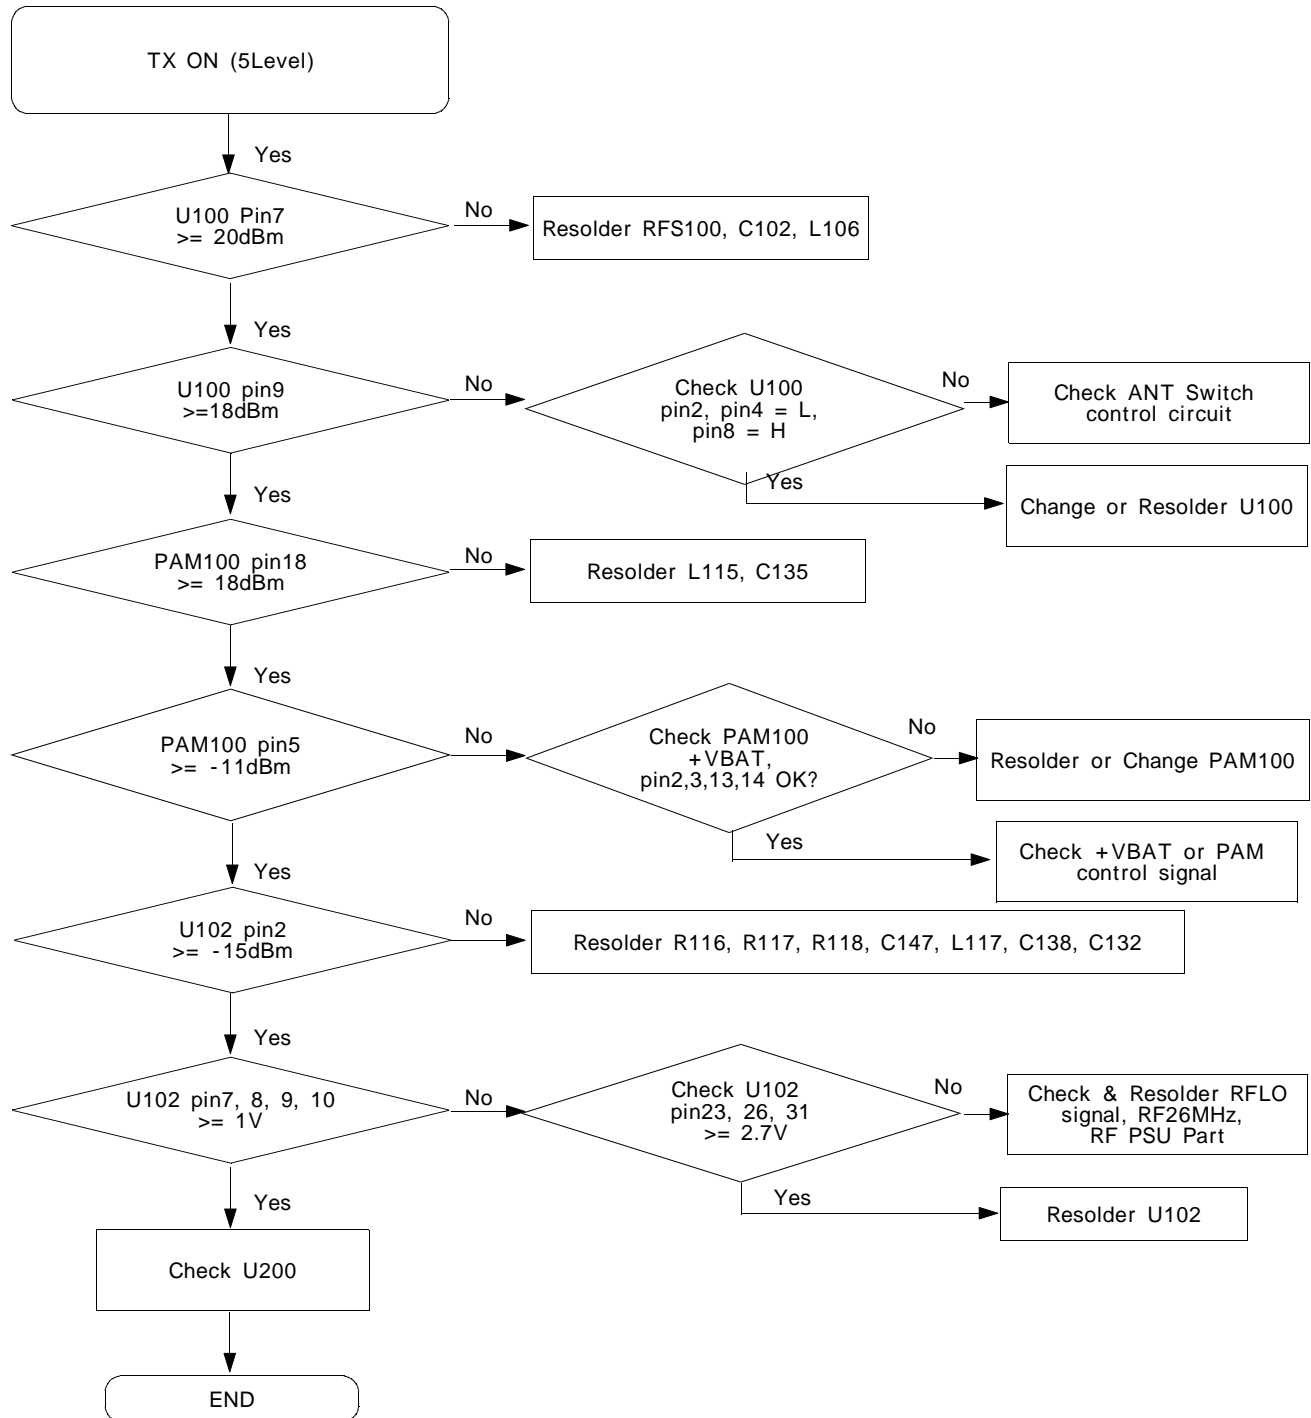 TX ON (5Level)
Yes
U100 Pin7
>= 20dBm
No
Resolder RFS100, C102, L106
Yes
U100 pin9
>=18dBm
No
Check U100
pin2, pin4 = L,
pin8 = H
No
Check ANT Switch
control circuit
Yes
Change or Resolder U100
Yes
PAM100 pin18
>= 18dBm
No
Resolder L115, C135
Yes
PAM100 pin5
>= -11dBm
No
Check PAM100
+VBAT,
pin2,3,13,14 OK?
No
Resolder or Change PAM100
Yes
Check +VBAT or PAM
control signal
Yes
U102 pin2
>= -15dBm
No
Resolder R116, R117, R118, C147, L117, C138, C132
Yes
U102 pin7, 8, 9, 10
>= 1V
No
Check U102
pin23, 26, 31
>= 2.7V
No
Check & Resolder RFLO
signal, RF26MHz,
RF PSU Part
Yes
Resolder U102
Yes
Check U200
END